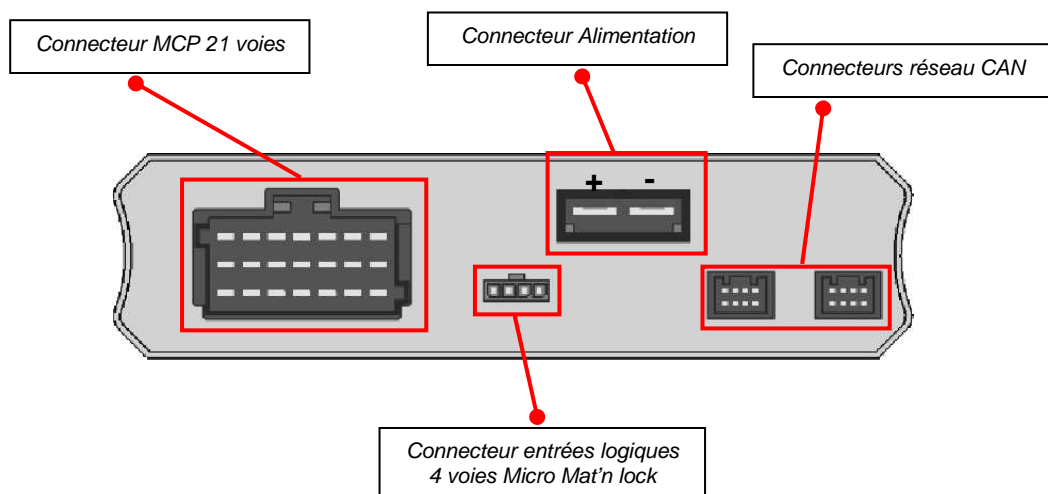 Connecteur MCP 21 voies
Connecteur Alimentation
Connecteurs réseau CAN
+ -
Connecteur entrées logiques
4 voies Micro Mat'n lock